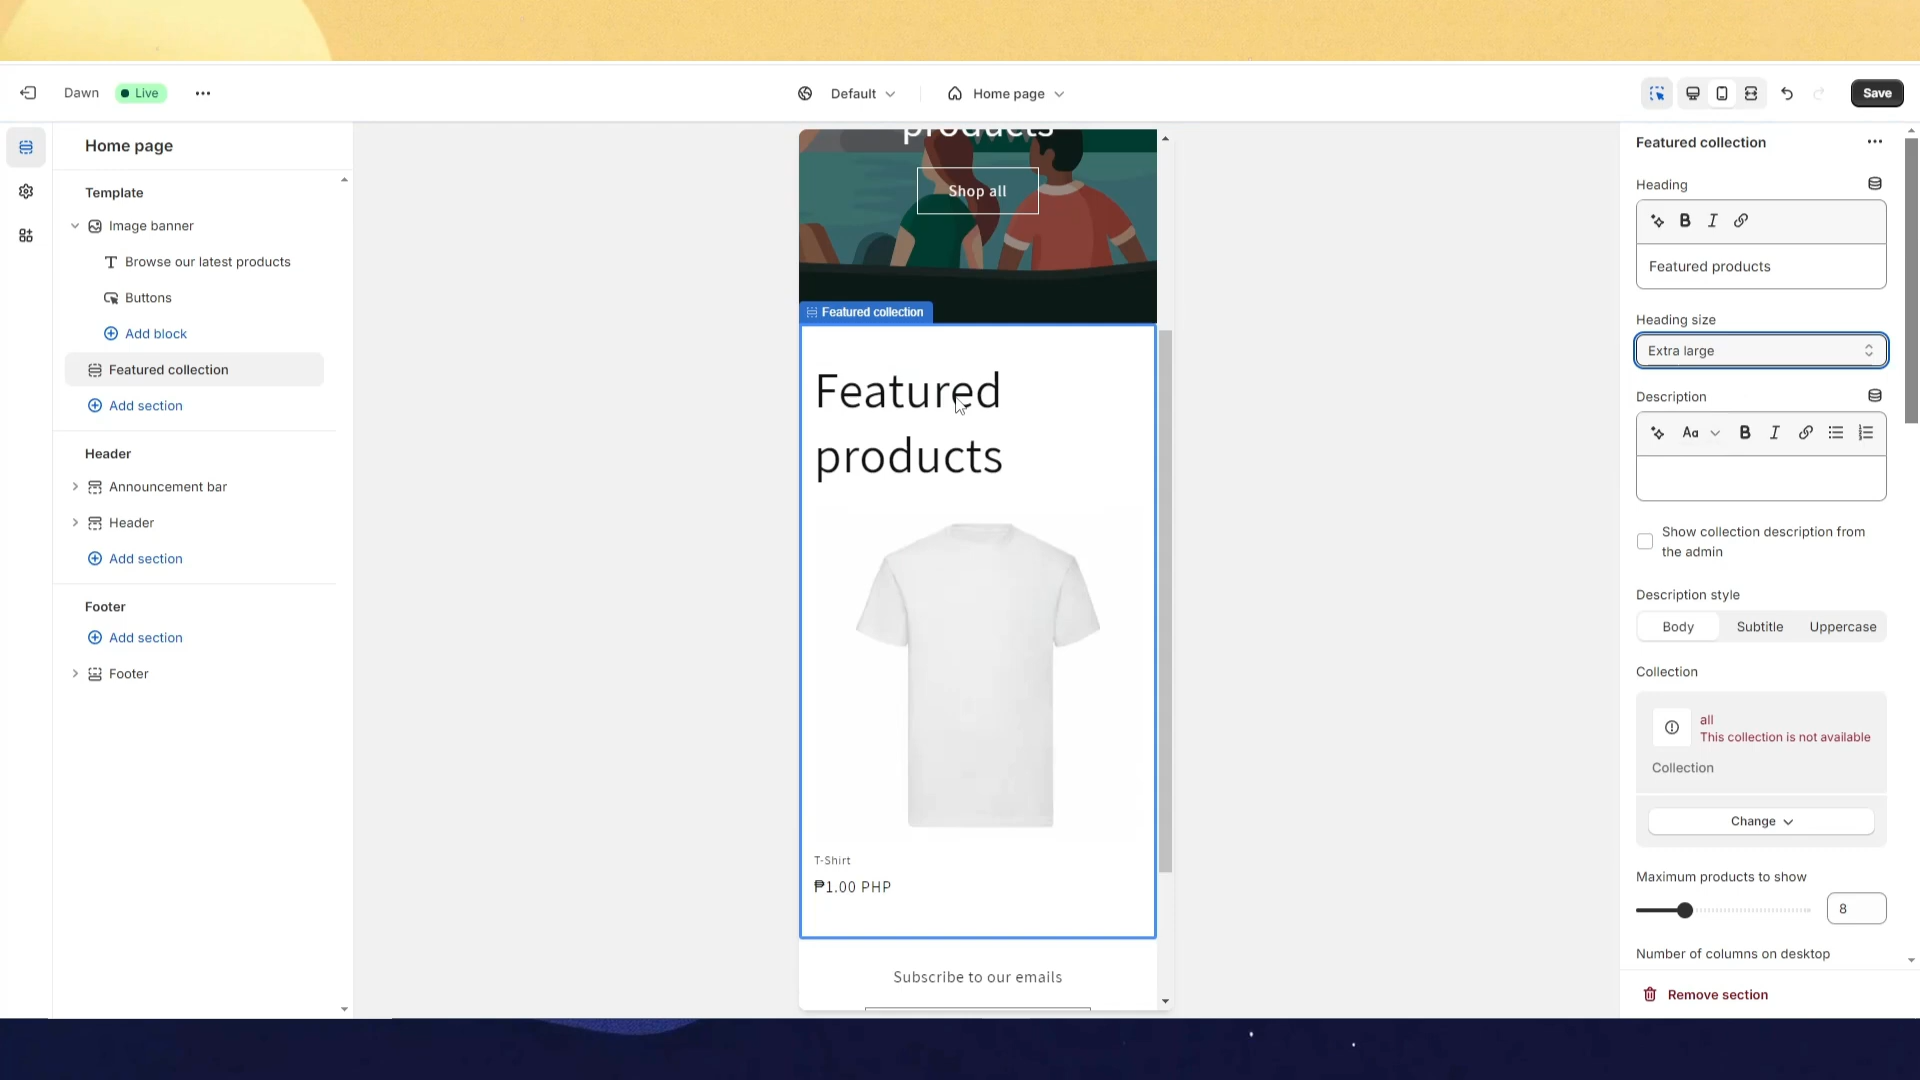 Dawn
Live
Default
Home page
Save
Home page
Template
Image banner
Browse our latest products
Buttons
Add block
Featured collection
Add section
Header
Announcement bar
Header
Add section
Footer
Add section
Footer
products
Shop all
Featured collection
Featured
products
T-Shirt
₱1.00 PHP
Subscribe to our emails
Featured collection
Heading
B I
Featured products
Heading size
Extra large
Description
Aa B I
Show collection description from
the admin
Description style
Body Subtitle Uppercase
Collection
all
This collection is not available
Collection
Change
Maximum products to show
8
Number of columns on desktop
Remove section